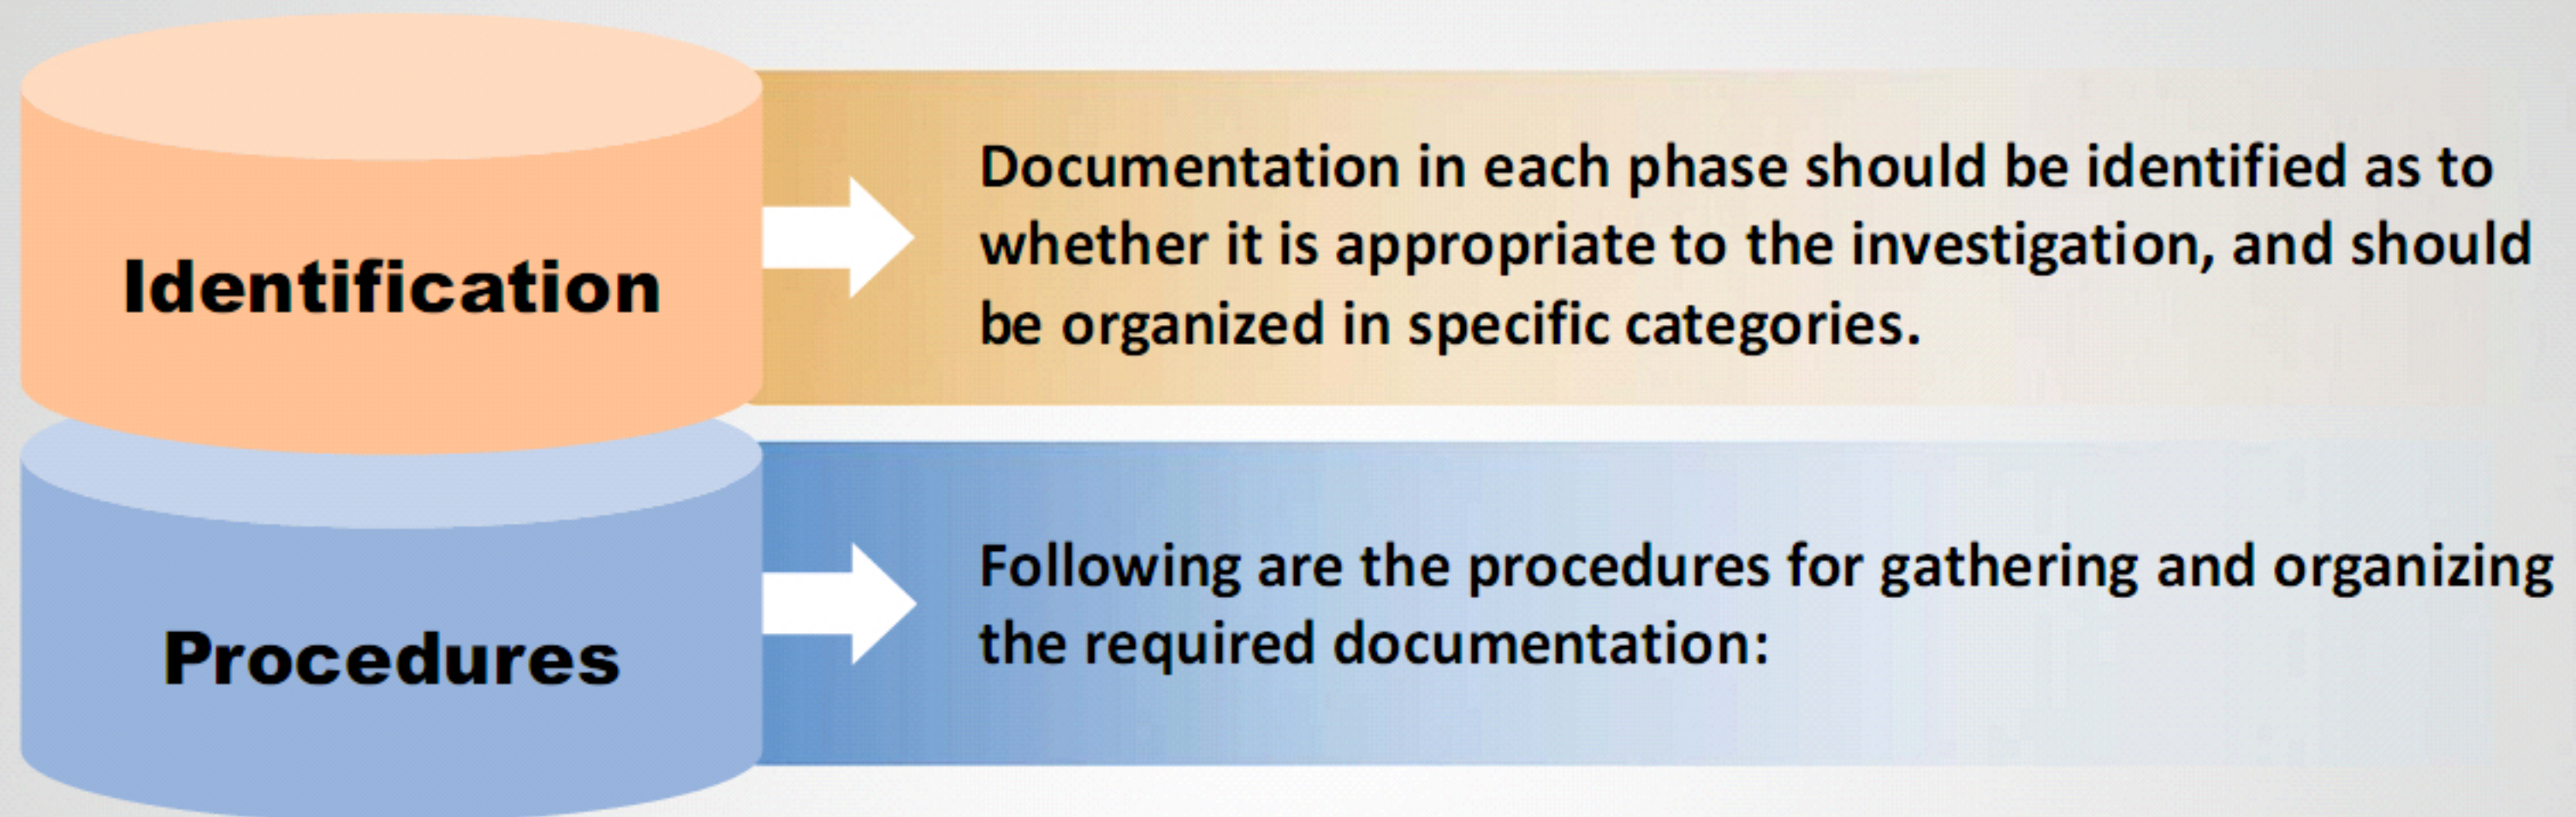 Identification
Documentation in each phase should be identified as to
whether it is appropriate to the investigation, and should
be organized in specific categories.
Procedures
Following are the procedures for gathering and organizing
the required documentation: